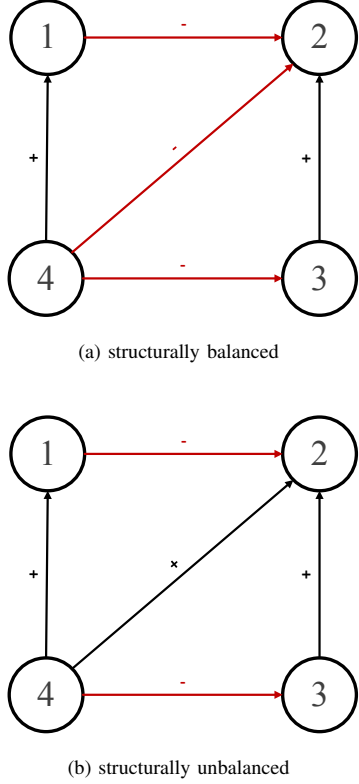 1 - 2
+ - +
4 - 3
(a) structurally balanced
1 - 2
+ × +
4 - 3
(b) structurally unbalanced